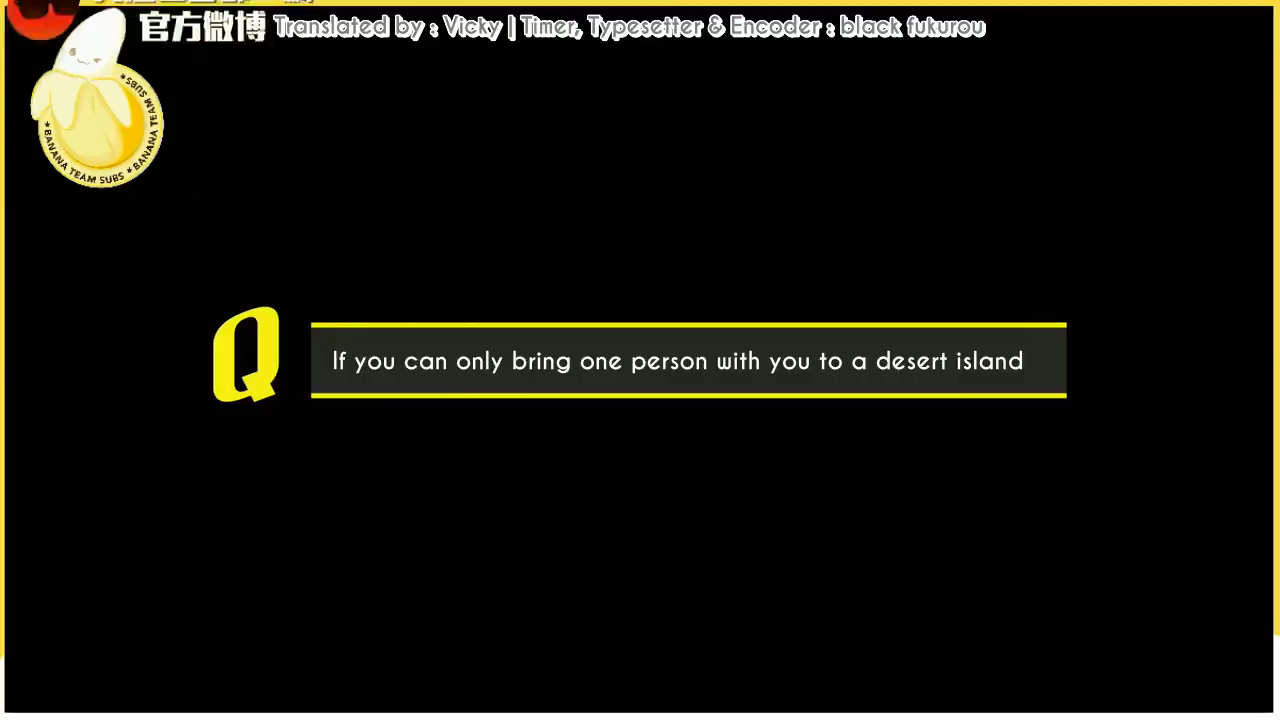 官方微博 Translated by : Vicky | Timer, Typesetter & Encoder : black fukurou
* BANANA TEAM SUBS * BANANA TEAM SUBS
Q
If you can only bring one person with you to a desert island